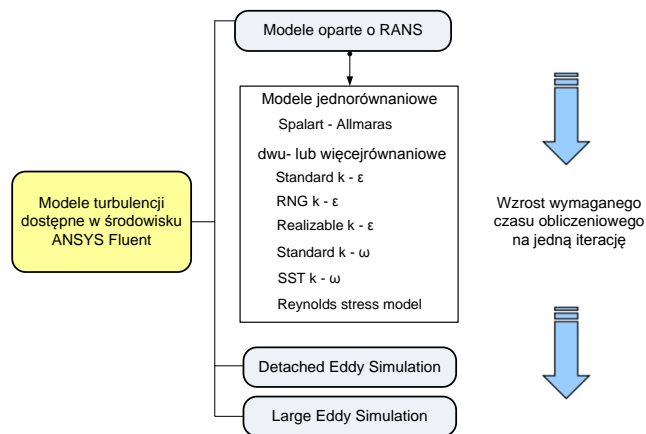 Modele oparte o RANS
Modele jednorównaniowe
Spalart - Allmaras
dwu- lub więcejrównaniowe
Standard k - ε
RNG k - ε
Realizable k - ε
Standard k - ω
SST k - ω
Reynolds stress model
Modele turbulencji
dostępne w środowisku
ANSYS Fluent
Detached Eddy Simulation
Large Eddy Simulation
Wzrost wymaganego
czasu obliczeniowego
na jedną iterację